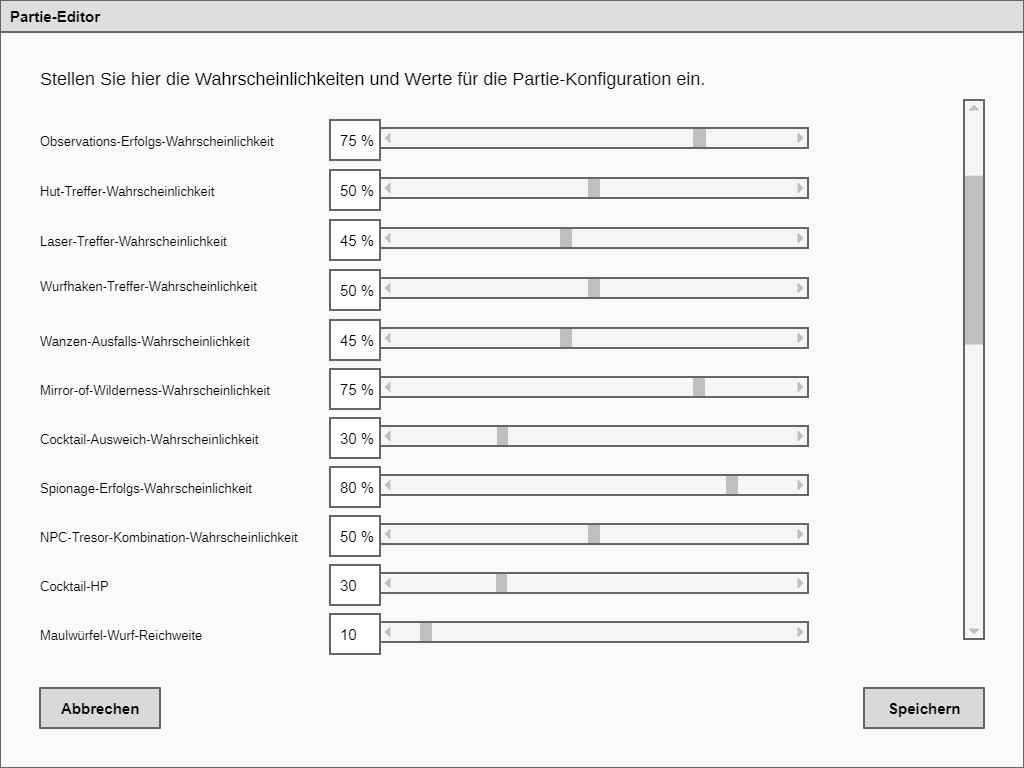 Partie-Editor
Stellen Sie hier die Wahrscheinlichkeiten und Werte für die Partie-Konfiguration ein.
Observations-Erfolgs-Wahrscheinlichkeit 75 %
Hut-Treffer-Wahrscheinlichkeit 50 %
Laser-Treffer-Wahrscheinlichkeit 45 %
Wurfhaken-Treffer-Wahrscheinlichkeit 50 %
Wanzen-Ausfalls-Wahrscheinlichkeit 45 %
Mirror-of-Wilderness-Wahrscheinlichkeit 75 %
Cocktail-Ausweich-Wahrscheinlichkeit 30 %
Spionage-Erfolgs-Wahrscheinlichkeit 80 %
NPC-Tresor-Kombination-Wahrscheinlichkeit 50 %
Cocktail-HP 30
Maulwürfel-Wurf-Reichweite 10
Abbrechen Speichern